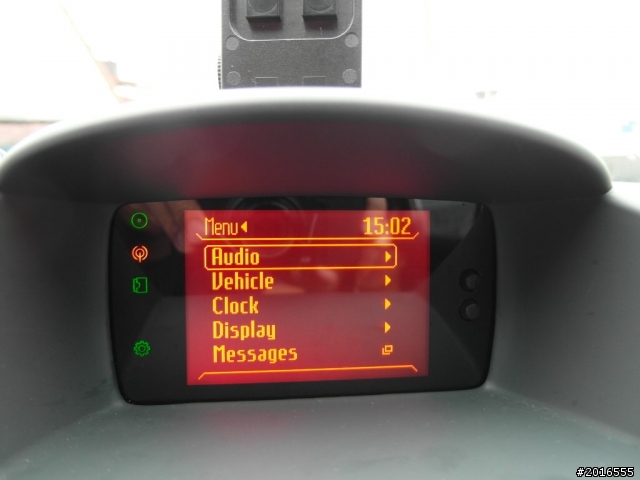 Menu 15:02
Audio
Vehicle
Clock
Display
Messages
#2016555